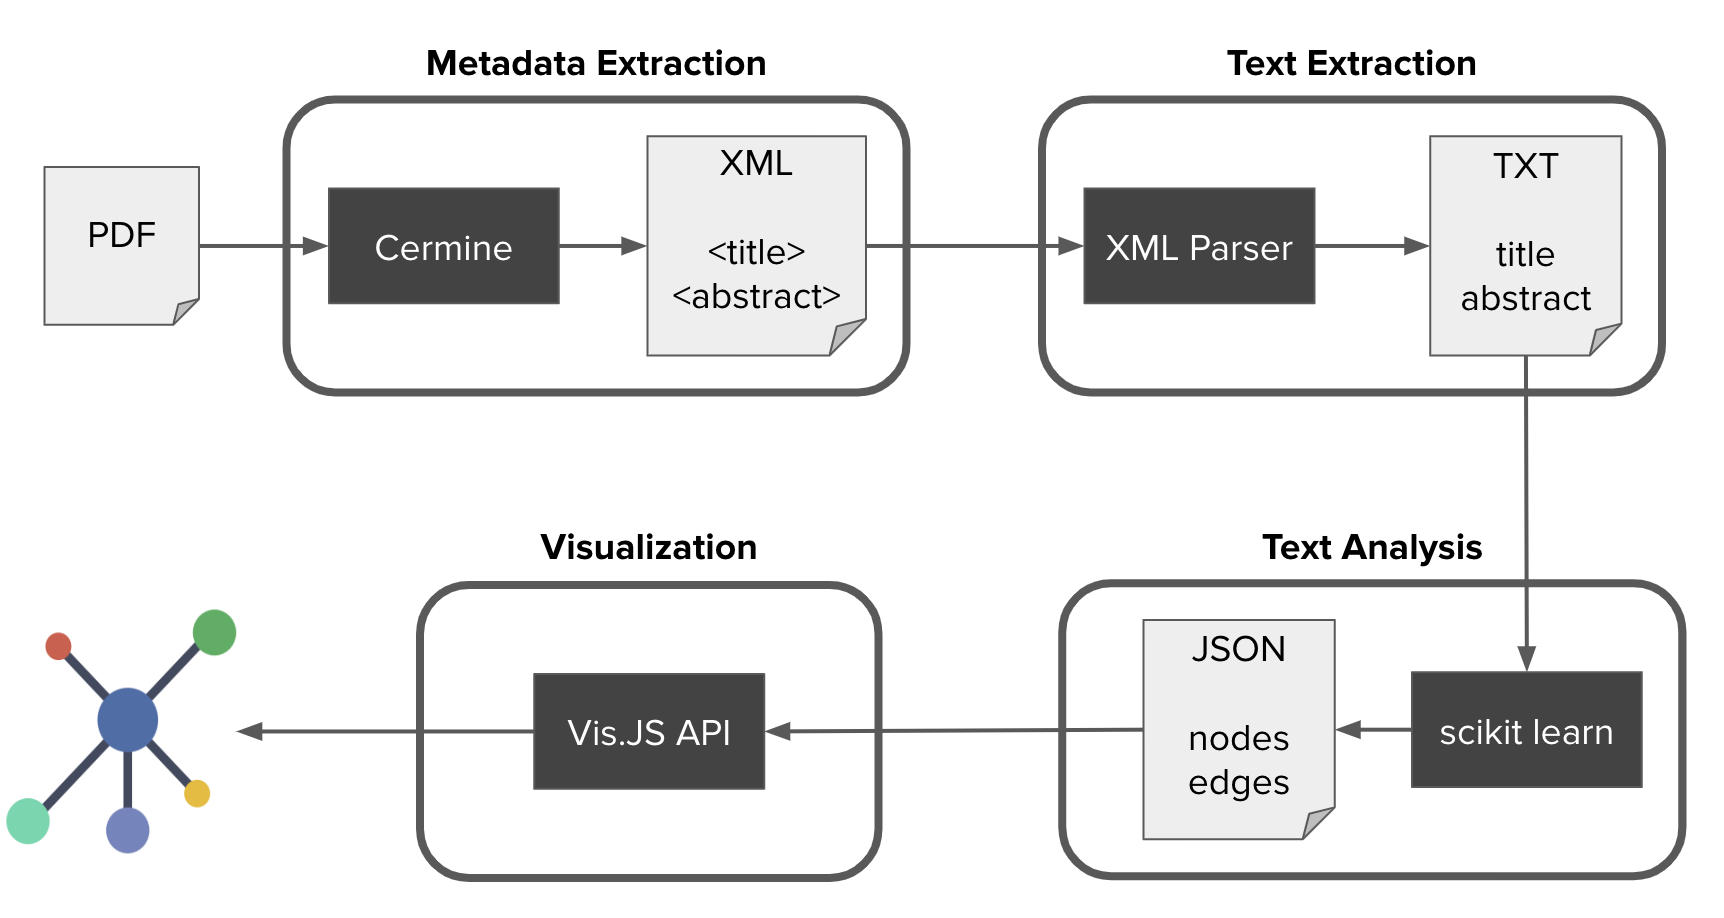 Metadata Extraction
Text Extraction
PDF
Cermine
XML
<title>
<abstract>
XML Parser
TXT
title
abstract
Visualization
Text Analysis
Vis.JS API
JSON
nodes
edges
scikit learn